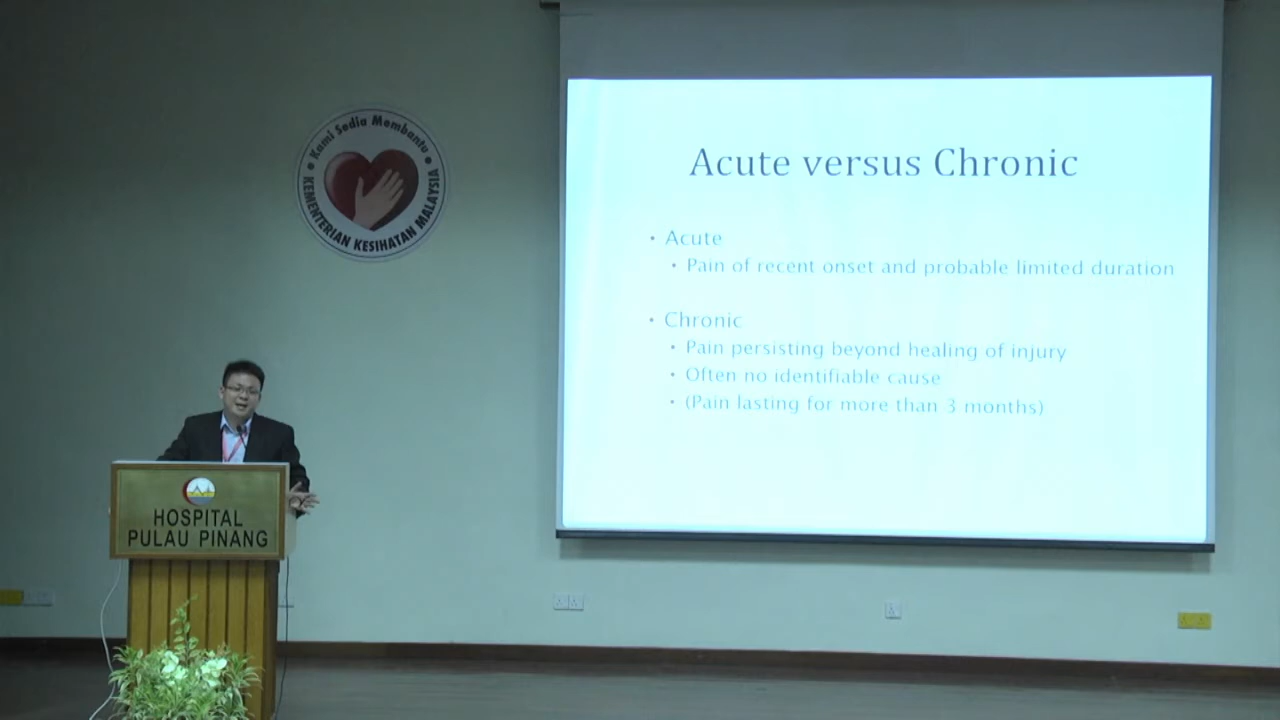 Kami Sedia Membantu
KEMENTERIAN KESIHATAN MALAYSIA
HOSPITAL
PULAU PINANG
Acute versus Chronic
• Acute
• Pain of recent onset and probable limited duration
• Chronic
• Pain persisting beyond healing of injury
• Often no identifiable cause
• (Pain lasting for more than 3 months)